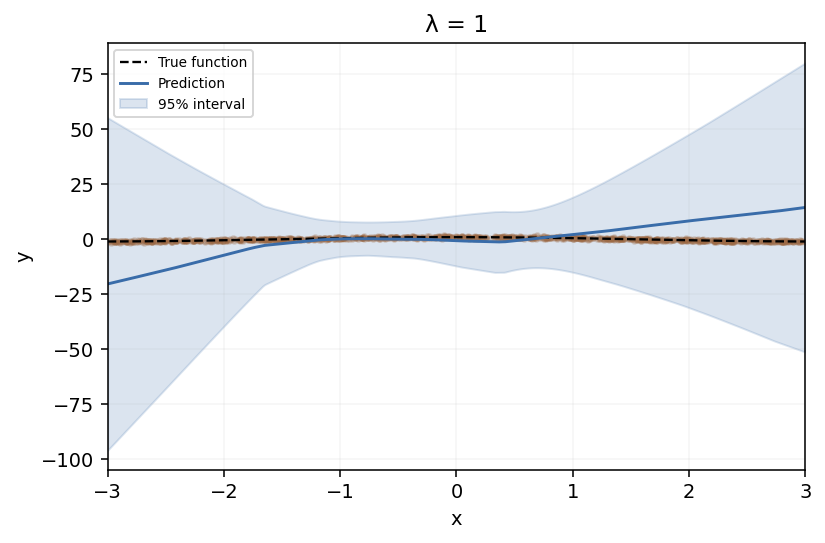 λ = 1
True function
Prediction
95% interval
75
50
25
0
−25
−50
−75
−100
y
−3 −2 −1 0 1 2 3
x